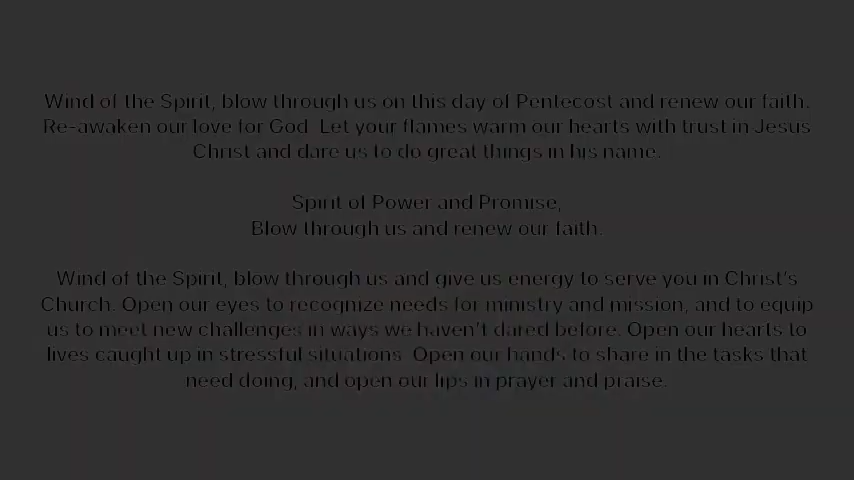 Wind of the Spirit, blow through us on this day of Pentecost and renew our faith.
Re-awaken our love for God. Let your flames warm our hearts with trust in Jesus
Christ and dare us to do great things in his name.
Spirit of Power and Promise,
Blow through us and renew our faith.
Wind of the Spirit, blow through us and give us energy to serve you in Christ's
Church. Open our eyes to recognize needs for ministry and mission, and to equip
us to meet new challenges in ways we haven't dared before. Open our hearts to
lives caught up in stressful situations. Open our hands to share in the tasks that
need doing, and open our lips in prayer and praise.